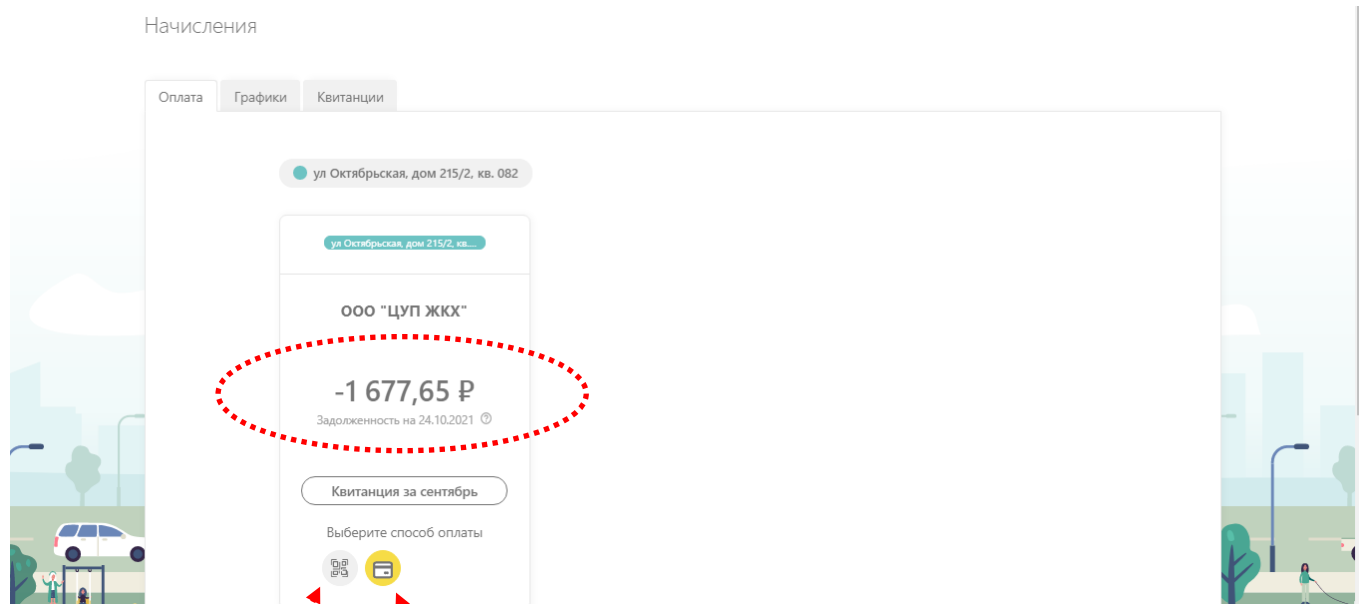 Начисления
Оплата Графики Квитанции
ул Октябрьская, дом 215/2, кв. 082
ул Октябрьская, дом 215/2, кв....
ООО "ЦУП ЖКХ"
-1 677,65 ₽
Задолженность на 24.10.2021 ?
Квитанция за сентябрь
Выберите способ оплаты